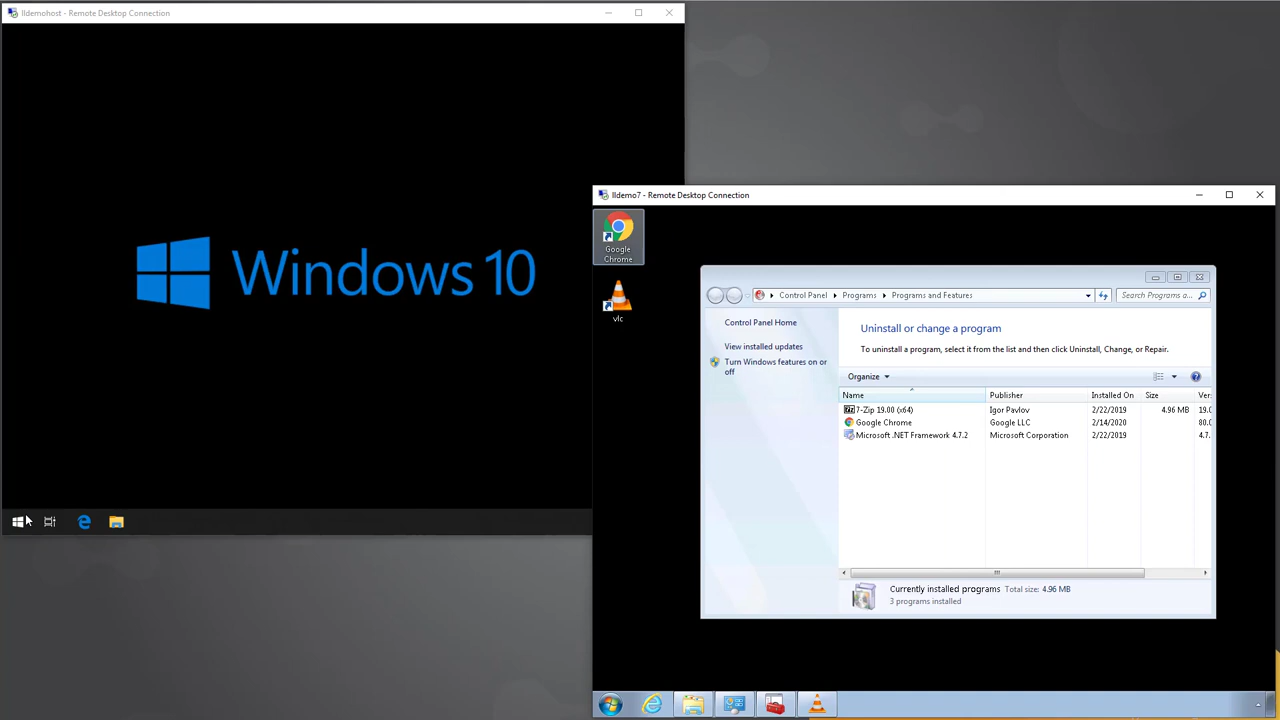 lldemohost - Remote Desktop Connection
Windows 10
lldemo7 - Remote Desktop Connection
Google
Chrome
vlc
Control Panel
Programs
Programs and Features
Search Programs a...
Control Panel Home
View installed updates
Turn Windows features on or
off
Uninstall or change a program
To uninstall a program, select it from the list and then click Uninstall, Change, or Repair.
Organize
Name Publisher Installed On Size Ver
7-Zip 19.00 (x64) Igor Pavlov 2/22/2019 4.96 MB 19.0
Google Chrome Google LLC 2/14/2020 80.0
Microsoft .NET Framework 4.7.2 Microsoft Corporation 2/22/2019 4.7.
Currently installed programs Total size: 4.96 MB
3 programs installed